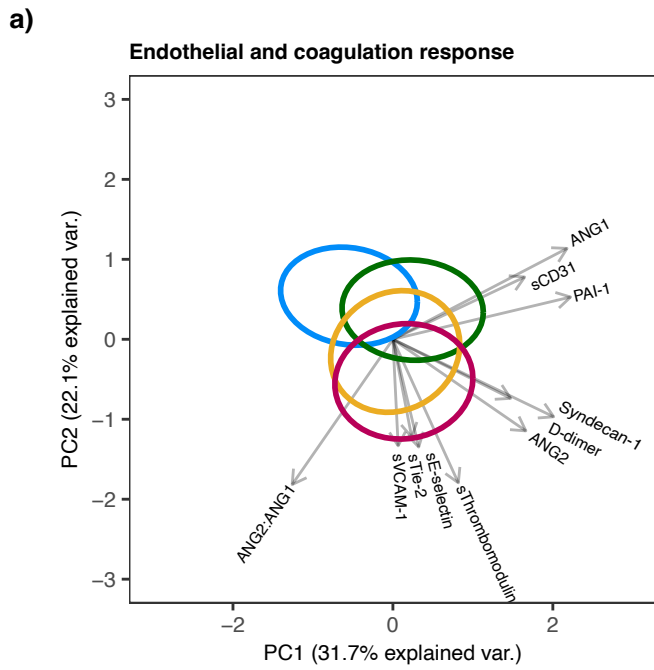 a)
Endothelial and coagulation response
3
2
1
0
−1
−2
−3
PC2 (22.1% explained var.)
ANG1
sCD31
PAI-1
Syndecan-1
D-dimer
ANG2
sThrombomodulin
sE-selectin
sTie-2
sVCAM-1
ANG2:ANG1
−2
0
2
PC1 (31.7% explained var.)